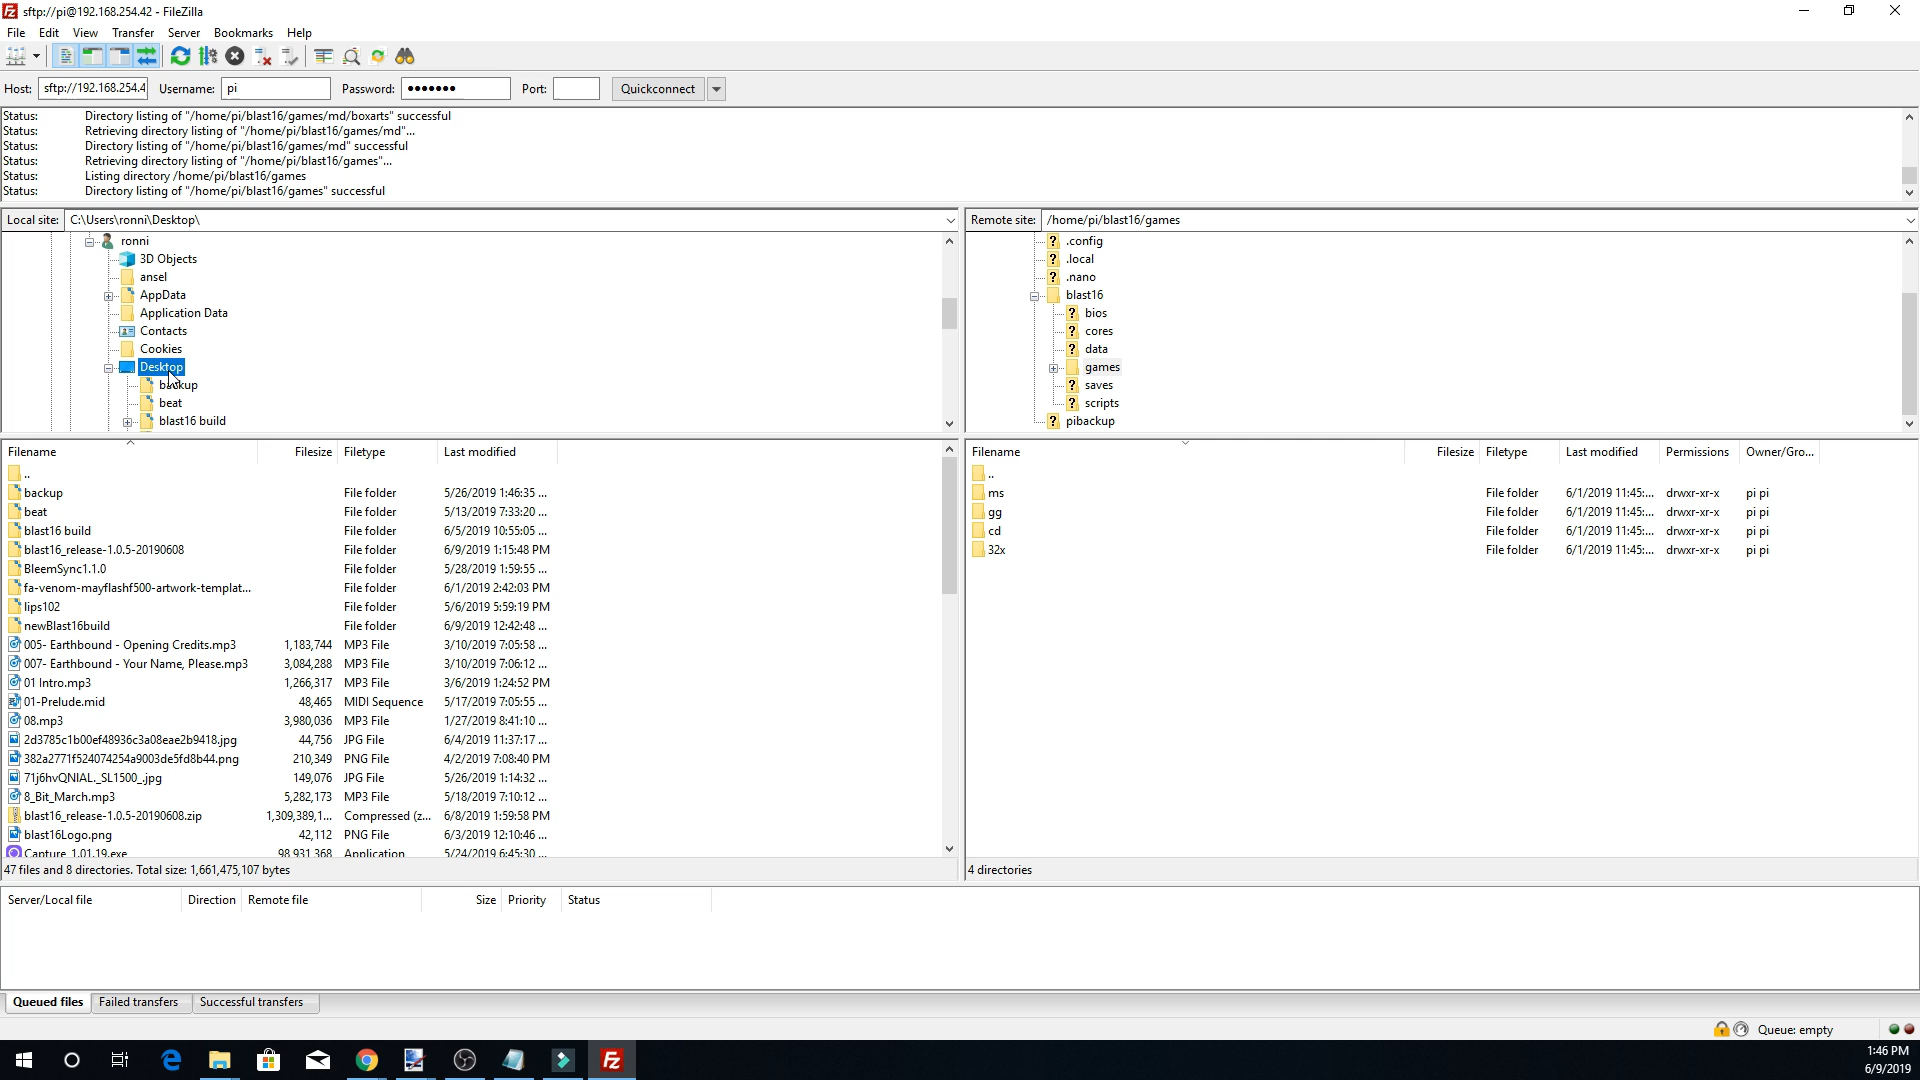 sftp://pi@192.168.254.42 - FileZilla
File Edit View Transfer Server Bookmarks Help
Host: sftp://192.168.254.4 Username: pi Password: ●●●●●●● Port: Quickconnect
Status: Directory listing of "/home/pi/blast16/games/md/boxarts" successful
Status: Retrieving directory listing of "/home/pi/blast16/games/md"...
Status: Directory listing of "/home/pi/blast16/games/md" successful
Status: Retrieving directory listing of "/home/pi/blast16/games"...
Status: Listing directory /home/pi/blast16/games
Status: Directory listing of "/home/pi/blast16/games" successful
Local site: C:\Users\ronni\Desktop\
ronni
3D Objects
ansel
AppData
Application Data
Contacts
Cookies
Desktop
backup
beat
blast16 build
Remote site: /home/pi/blast16/games
.config
.local
.nano
blast16
bios
cores
data
games
saves
scripts
pibackup
Filename Filesize Filetype Last modified
..
backup File folder 5/26/2019 1:46:35 ...
beat File folder 5/13/2019 7:33:20 ...
blast16 build File folder 6/5/2019 10:55:05 ...
blast16_release-1.0.5-20190608 File folder 6/9/2019 1:15:48 PM
BleemSync1.1.0 File folder 5/28/2019 1:59:55 ...
fa-venom-mayflashf500-artwork-templat... File folder 6/1/2019 2:42:03 PM
lips102 File folder 5/6/2019 5:59:19 PM
newBlast16build File folder 6/9/2019 12:42:48 ...
005- Earthbound - Opening Credits.mp3 1,183,744 MP3 File 3/10/2019 7:05:58 ...
007- Earthbound - Your Name, Please.mp3 3,084,288 MP3 File 3/10/2019 7:06:12 ...
01 Intro.mp3 1,266,317 MP3 File 3/6/2019 1:24:52 PM
01-Prelude.mid 48,465 MIDI Sequence 5/17/2019 7:05:55 ...
08.mp3 3,980,036 MP3 File 1/27/2019 8:41:10 ...
2d3785c1b00ef48936c3a08eae2b9418.jpg 44,756 JPG File 6/4/2019 11:37:17 ...
382a2771f524074254a9003de5fd8b44.png 210,349 PNG File 4/2/2019 7:08:40 PM
71j6hvQNIAL._SL1500_.jpg 149,076 JPG File 5/26/2019 1:14:32 ...
8_Bit_March.mp3 5,282,173 MP3 File 5/18/2019 7:10:12 ...
blast16_release-1.0.5-20190608.zip 1,309,389,1... Compressed (z... 6/8/2019 1:59:58 PM
blast16Logo.png 42,112 PNG File 6/3/2019 12:10:46 ...
Capture_1.01.19.exe 98,931,368 Application 5/24/2019 6:45:30 ...
47 files and 8 directories. Total size: 1,661,475,107 bytes
Filename Filesize Filetype Last modified Permissions Owner/Gro...
..
ms File folder 6/1/2019 11:45:... drwxr-xr-x pi pi
gg File folder 6/1/2019 11:45:... drwxr-xr-x pi pi
cd File folder 6/1/2019 11:45:... drwxr-xr-x pi pi
32x File folder 6/1/2019 11:45:... drwxr-xr-x pi pi
4 directories
Server/Local file Direction Remote file Size Priority Status
Queued files Failed transfers Successful transfers
Queue: empty
1:46 PM
6/9/2019